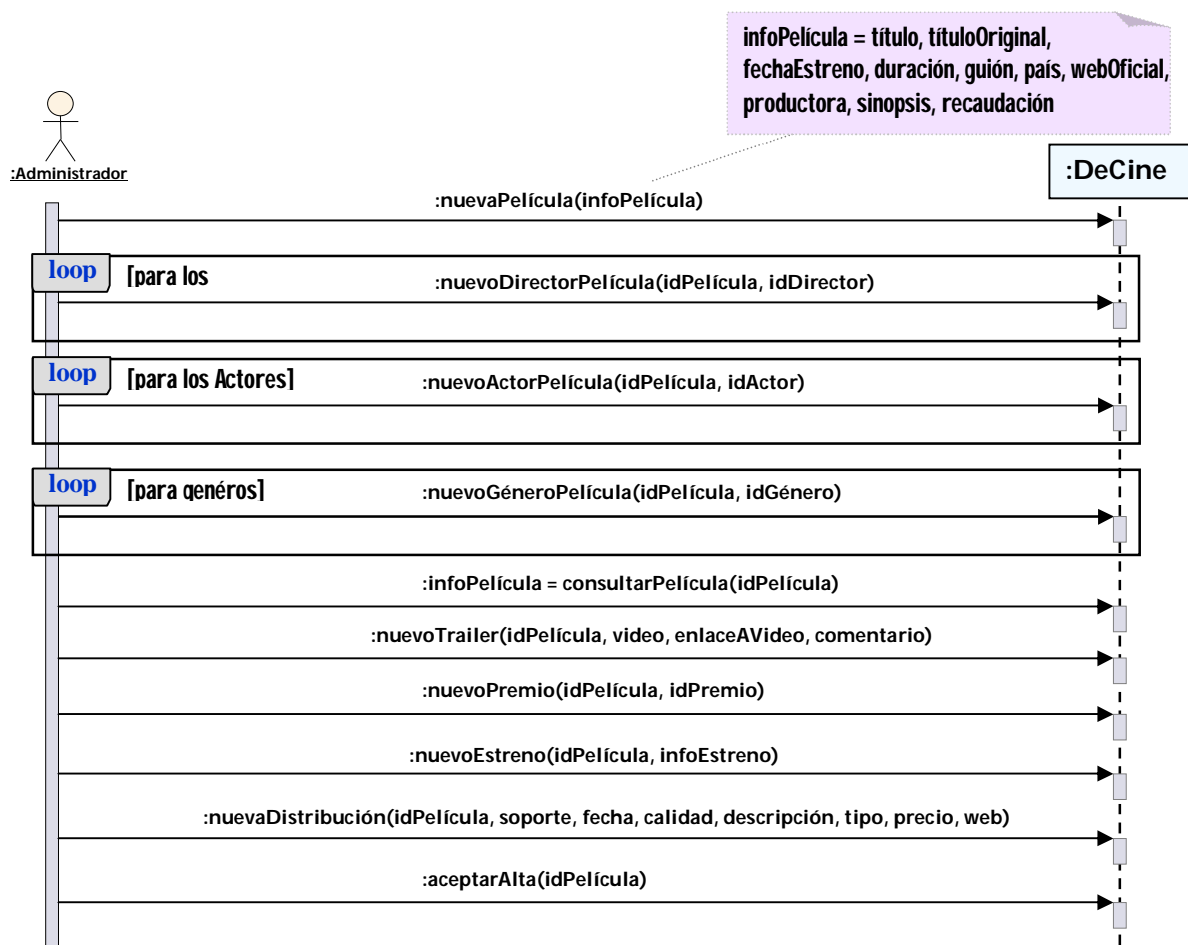 infoPelícula = título, títuloOriginal,
fechaEstreno, duración, guión, país, webOficial,
productora, sinopsis, recaudación
:Administrador
:DeCine
:nuevaPelícula(infoPelícula)
loop [para los :nuevoDirectorPelícula(idPelícula, idDirector)
loop [para los Actores] :nuevoActorPelícula(idPelícula, idActor)
loop [para genéros] :nuevoGéneroPelícula(idPelícula, idGénero)
:infoPelícula = consultarPelícula(idPelícula)
:nuevoTrailer(idPelícula, video, enlaceAVideo, comentario)
:nuevoPremio(idPelícula, idPremio)
:nuevoEstreno(idPelícula, infoEstreno)
:nuevaDistribución(idPelícula, soporte, fecha, calidad, descripción, tipo, precio, web)
:aceptarAlta(idPelícula)